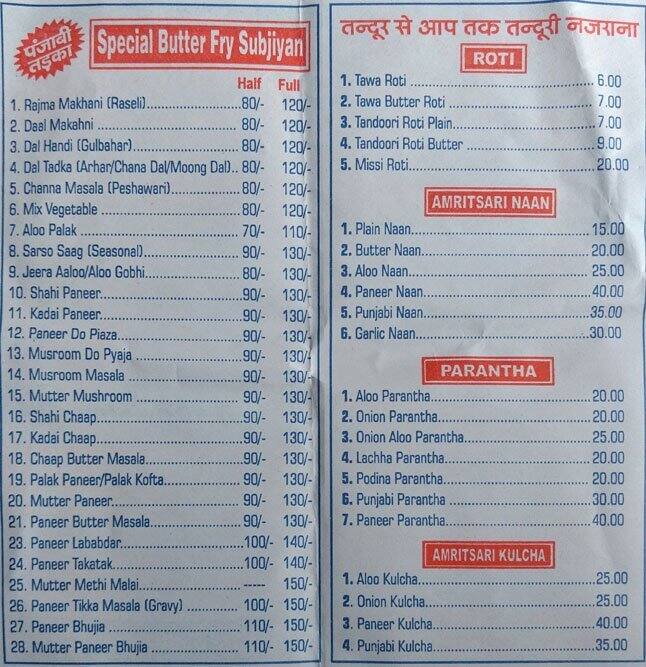 पंजाबी
तड़का
Special Butter Fry Subjiyan
Half Full
1. Rajma Makhani (Raseli)..................80/- 120/-
2. Daal Makahni ..................80/- 120/-
3. Dal Handi (Gulbahar)..................80/- 120/-
4. Dal Tadka (Arhar/Chana Dal/Moong Dal).. 80/- 120/-
5. Channa Masala (Peshawari)..................80/- 120/-
6. Mix Vegetable ..................80/- 120/-
7. Aloo Palak..................70/- 110/-
8. Sarso Saag (Seasonal)..................90/- 130/-
9. Jeera Aaloo/Aloo Gobhi..................80/- 130/-
10. Shahi Paneer..................90/- 130/-
11. Kadai Paneer..................90/- 130/-
12. Paneer Do Piaza..................90/- 130/-
13. Musroom Do Pyaja ..................90/- 130/-
14. Musroom Masala ..................90/- 130/-
15. Mutter Mushroom ..................90/- 130/-
16. Shahi Chaap..................90/- 130/-
17. Kadai Chaap..................90/- 130/-
18. Chaap Butter Masala..................90/- 130/-
19. Palak Paneer/Palak Kofta..................90/- 130/-
20. Mutter Paneer..................90/- 130/-
21. Paneer Butter Masala..................90/- 130/-
23. Paneer Lababdar..................100/- 140/-
24. Paneer Takatak..................100/- 140/-
25. Mutter Methi Malai.................. ----- 150/-
26. Paneer Tikka Masala (Gravy) ..................100/- 150/-
27. Paneer Bhujia..................110/- 150/-
28. Mutter Paneer Bhujia ..................110/- 150/-
तन्दूर से आप तक तन्दूरी नजराना
ROTI
1. Tawa Roti ..................6.00
2. Tawa Butter Roti ..................7.00
3. Tandoori Roti Plain..................7.00
4. Tandoori Roti Butter ..................9.00
5. Missi Roti..................20.00
AMRITSARI NAAN
1. Plain Naan..................15.00
2. Butter Naan..................20.00
3. Aloo Naan..................25.00
4. Paneer Naan..................40.00
5. Punjabi Naan..................35.00
6. Garlic Naan..................30.00
PARANTHA
1. Aloo Parantha..................20.00
2. Onion Parantha..................20.00
3. Onion Aloo Parantha..................25.00
4. Lachha Parantha..................20.00
5. Podina Parantha..................20.00
6. Punjabi Parantha ..................30.00
7. Paneer Parantha..................40.00
AMRITSARI KULCHA
1. Aloo Kulcha..................25.00
2. Onion Kulcha..................25.00
3. Paneer Kulcha..................40.00
4. Punjabi Kulcha..................35.00